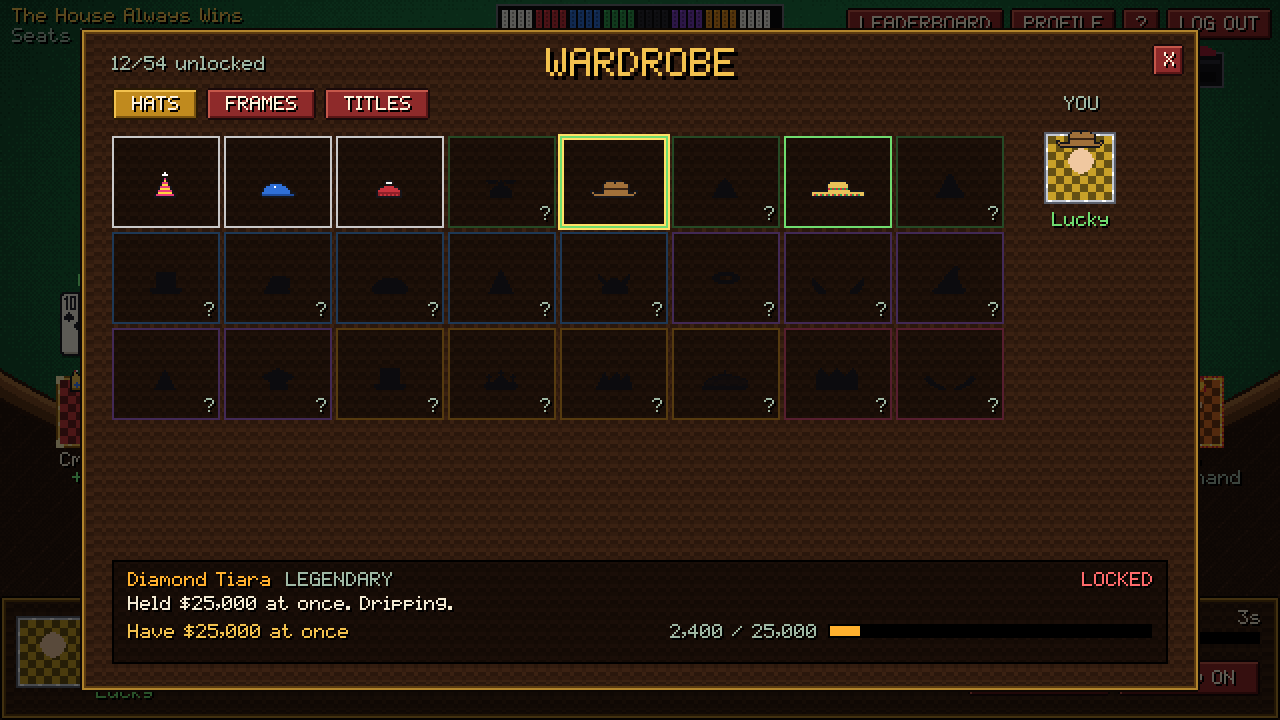 The House Always Wins
Seats
LEADERBOARD PROFILE ? LOG OUT
12/54 unlocked
WARDROBE
X
HATS FRAMES TITLES
YOU
? ? ?
Lucky
? ? ? ? ? ? ? ?
10
? ? ? ? ? ? ? ?
Diamond Tiara LEGENDARY
LOCKED
Held $25,000 at once. Dripping.
Have $25,000 at once
2,400 / 25,000
3s
ON
Lucky